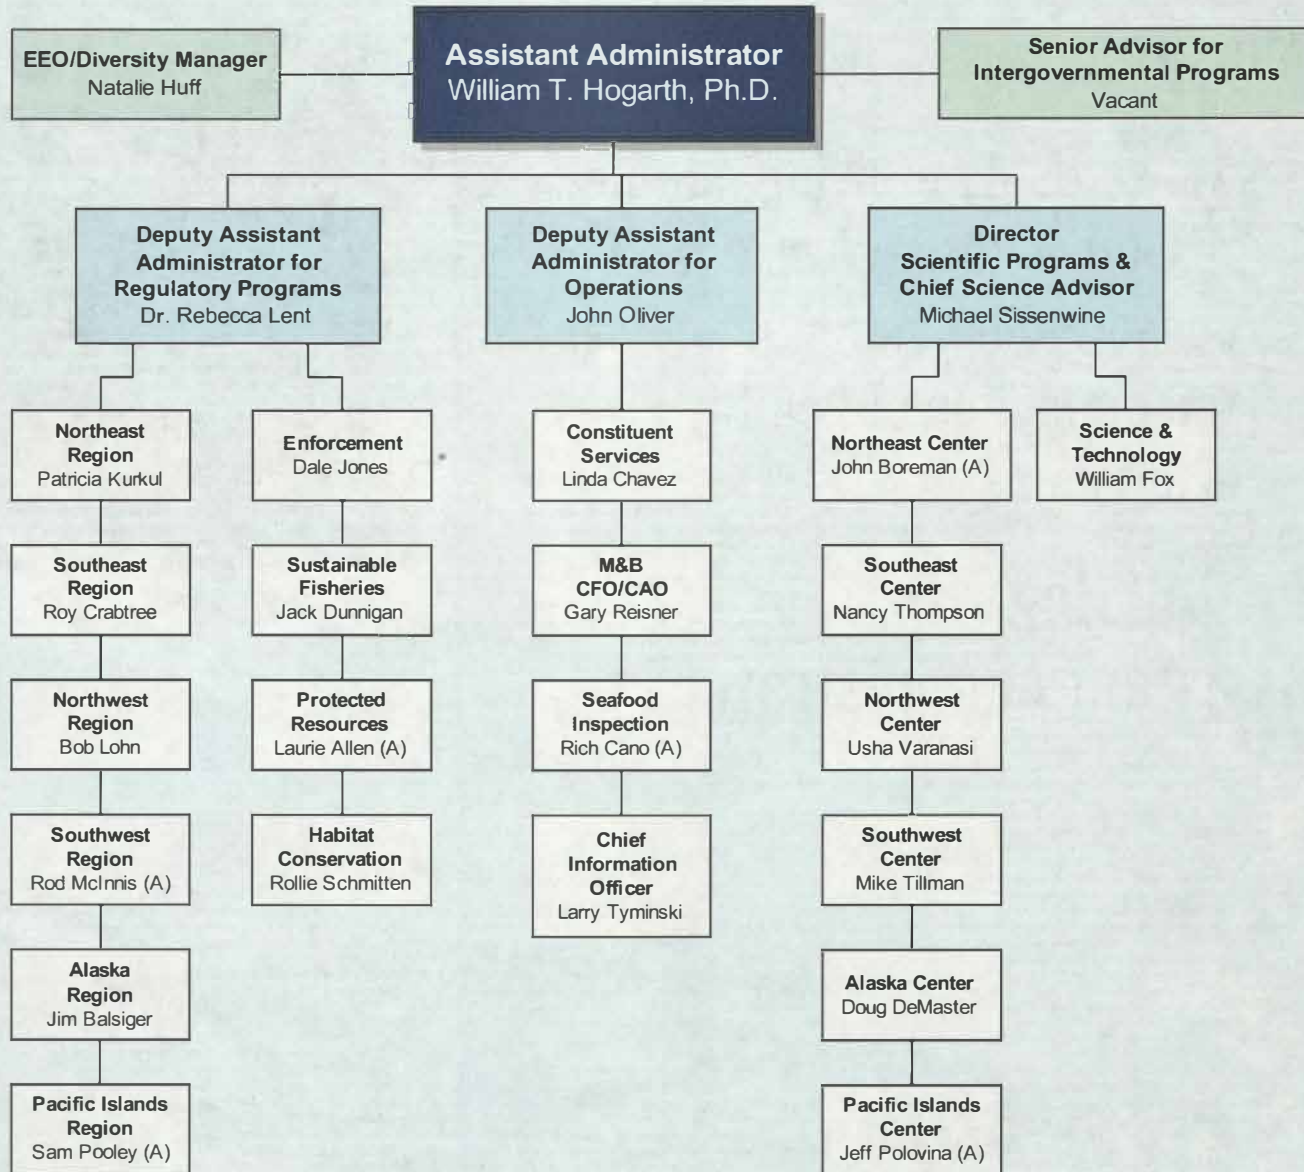 EEO/Diversity Manager
Natalie Huff
Assistant Administrator
William T. Hogarth, Ph.D.
Senior Advisor for
Intergovernmental Programs
Vacant
Deputy Assistant
Administrator for
Regulatory Programs
Dr. Rebecca Lent
Deputy Assistant
Administrator for
Operations
John Oliver
Director
Scientific Programs &
Chief Science Advisor
Michael Sissenwine
Northeast
Region
Patricia Kurkul
Southeast
Region
Roy Crabtree
Northwest
Region
Bob Lohn
Southwest
Region
Rod McInnis (A)
Alaska
Region
Jim Balsiger
Pacific Islands
Region
Sam Pooley (A)
Enforcement
Dale Jones
Sustainable
Fisheries
Jack Dunnigan
Protected
Resources
Laurie Allen (A)
Habitat
Conservation
Rollie Schmitten
Constituent
Services
Linda Chavez
M&B
CFO/CAO
Gary Reisner
Seafood
Inspection
Rich Cano (A)
Chief
Information
Officer
Larry Tyminski
Northeast Center
John Boreman (A)
Southeast
Center
Nancy Thompson
Northwest
Center
Usha Varanasi
Southwest
Center
Mike Tillman
Alaska Center
Doug DeMaster
Pacific Islands
Center
Jeff Polovina (A)
Science &
Technology
William Fox